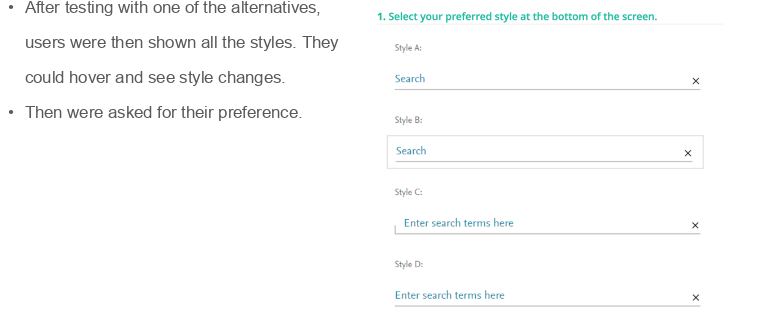 • After testing with one of the alternatives,
users were then shown all the styles. They
could hover and see style changes.
• Then were asked for their preference.
1. Select your preferred style at the bottom of the screen.
Style A:
Search ×
Style B:
Search ×
Style C:
Enter search terms here ×
Style D:
Enter search terms here ×